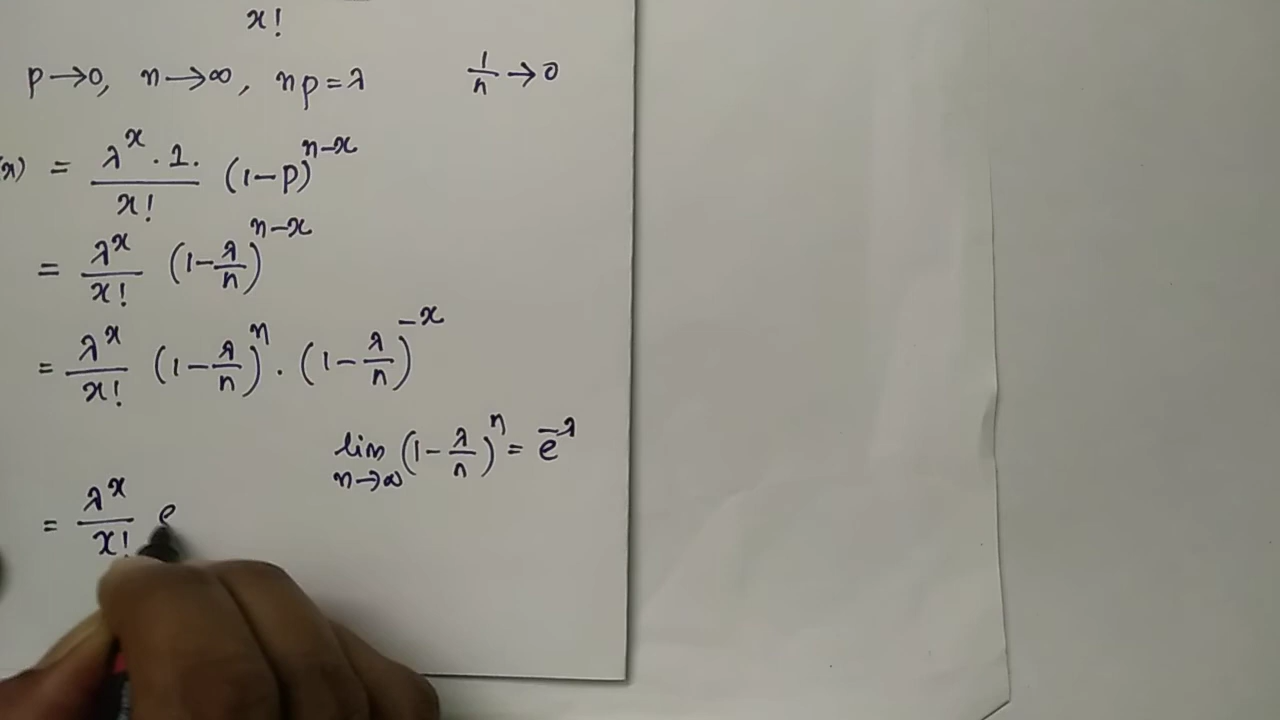 x!
p→0, n→∞, np=λ 1/n→0
(x) = λ^x · 1. / x! (1-p)^(n-x)
= λ^x / x! (1-λ/n)^(n-x)
= λ^x / x! (1-λ/n)^n · (1-λ/n)^(-x)
lim n→∞ (1-λ/n)^n = e^(-λ)
= λ^x / x! e